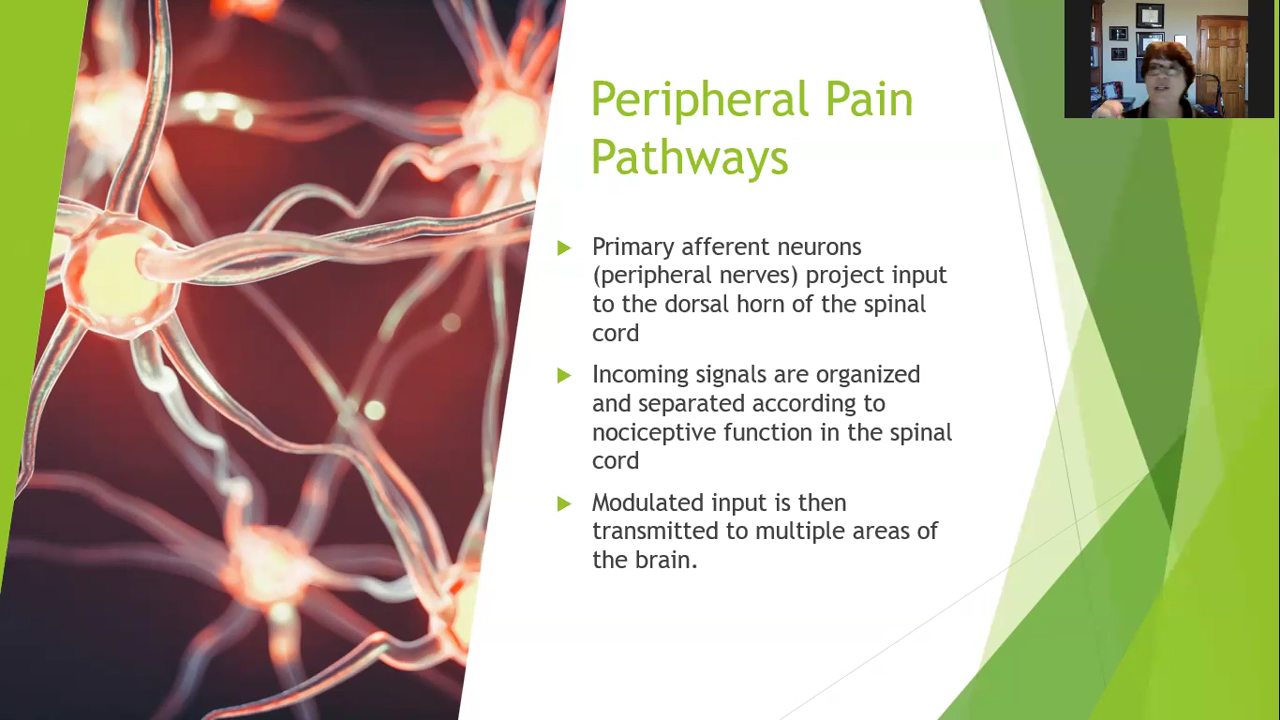 Peripheral Pain
Pathways
Primary afferent neurons
(peripheral nerves) project input
to the dorsal horn of the spinal
cord
Incoming signals are organized
and separated according to
nociceptive function in the spinal
cord
Modulated input is then
transmitted to multiple areas of
the brain.